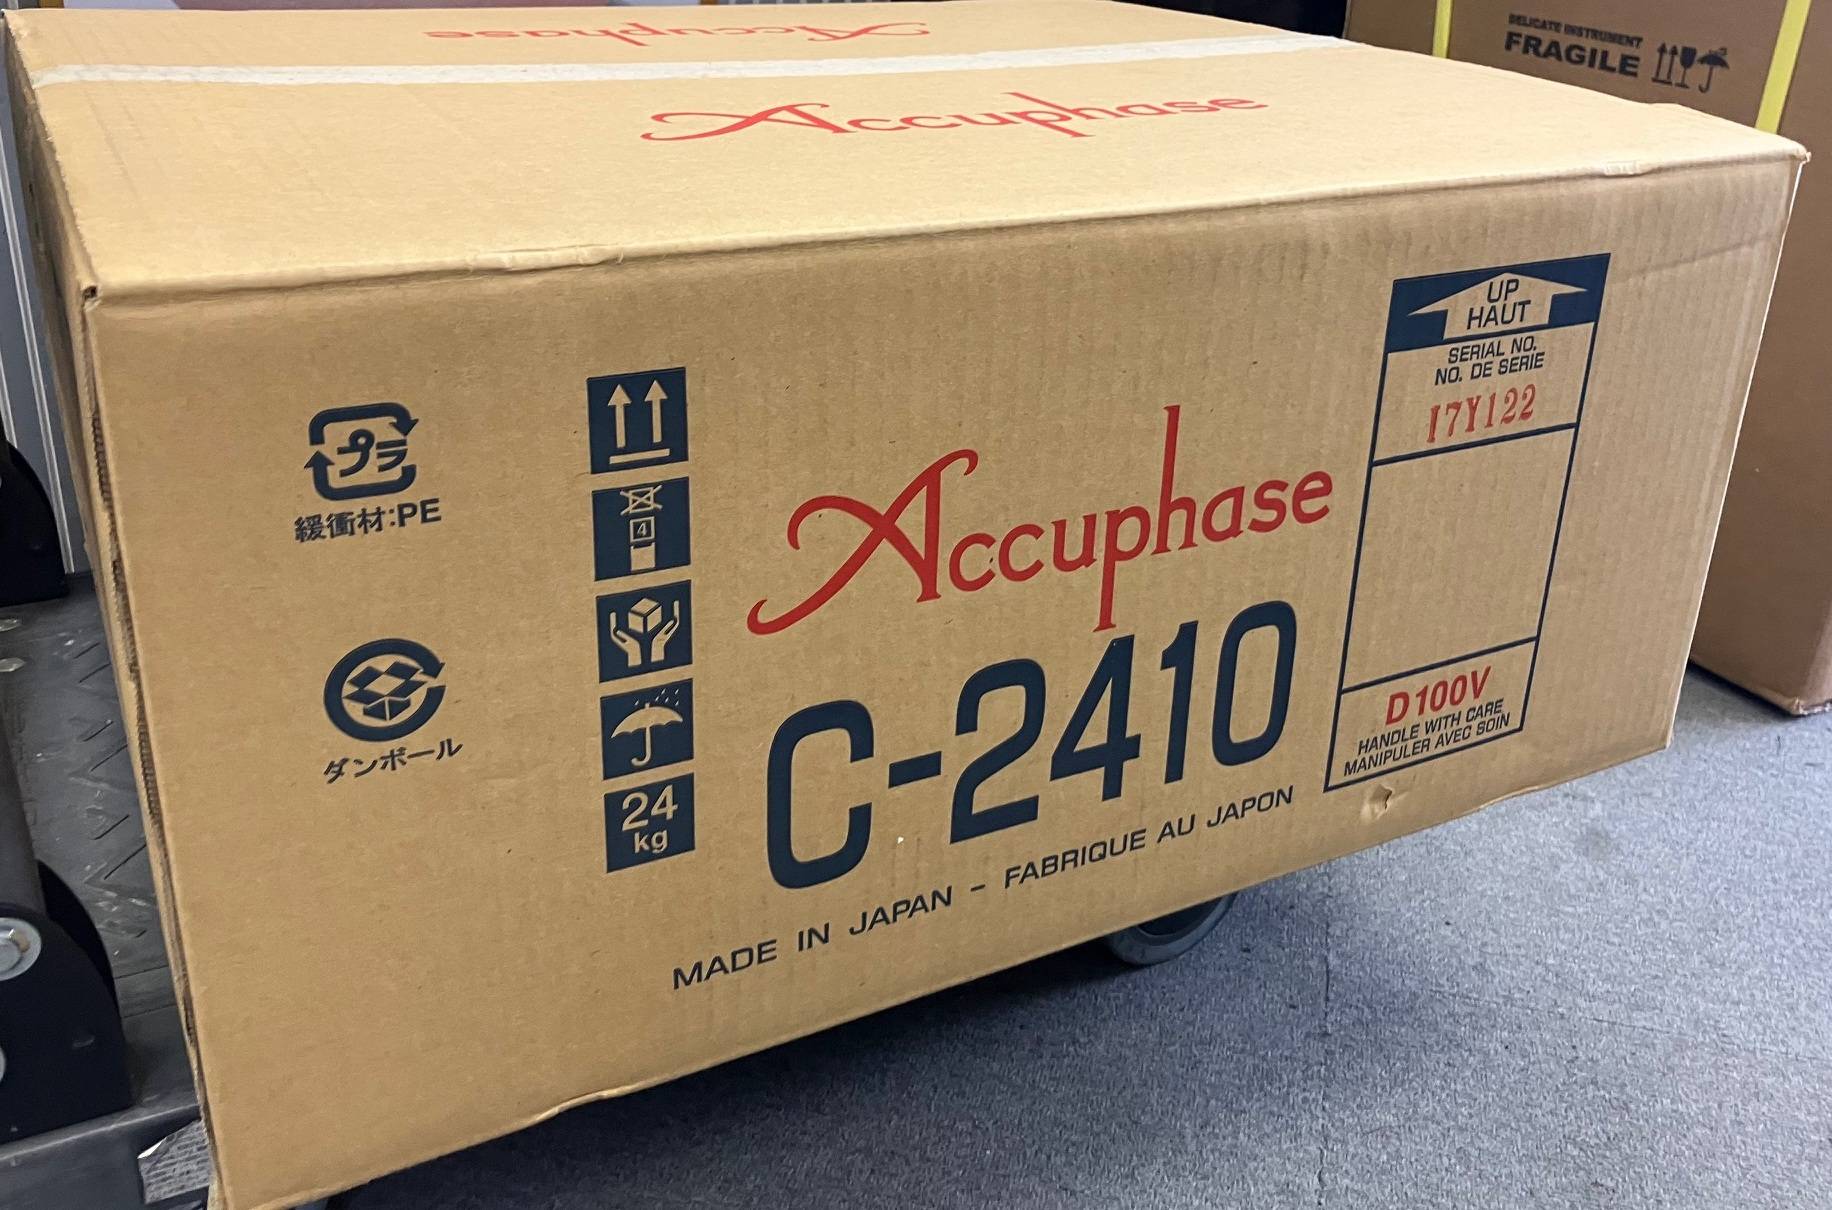 Accuphase
Accuphase
DELICATE INSTRUMENT
FRAGILE
プラ
緩衝材:PE
ダンボール
4
24
kg
Accuphase
C-2410
MADE IN JAPAN - FABRIQUE AU JAPON
UP
HAUT
SERIAL NO.
NO. DE SERIE
I7Y122
D100V
HANDLE WITH CARE
MANIPULER AVEC SOIN